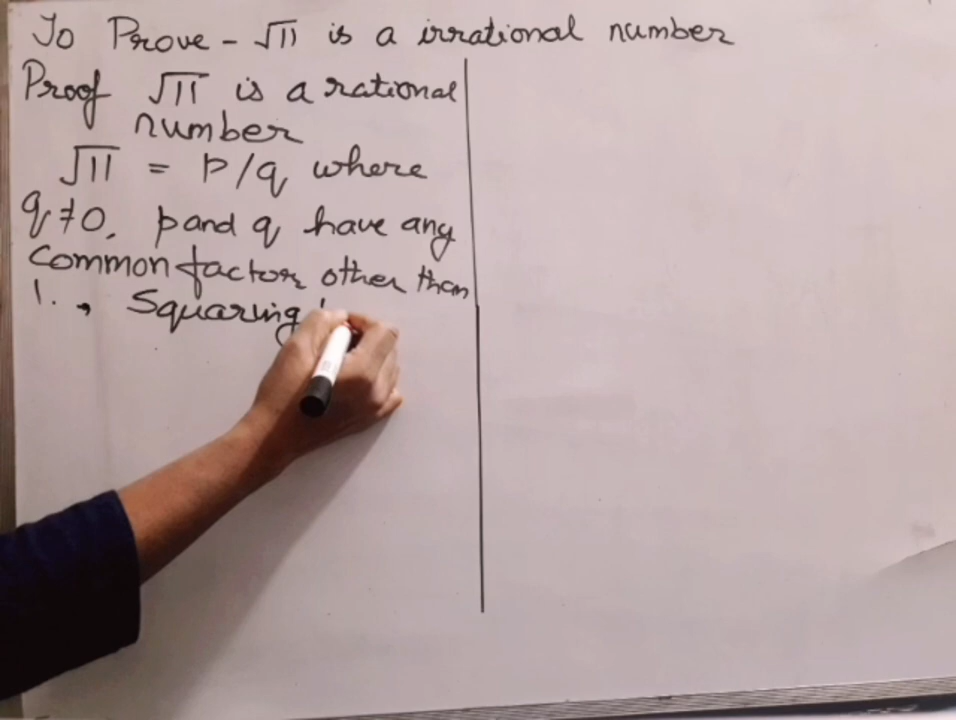 To Prove - √11 is a irrational number
Proof √11 is a rational
number
√11 = p/q where
q ≠ 0, p and q have any
common factor other than
1. , Squaring